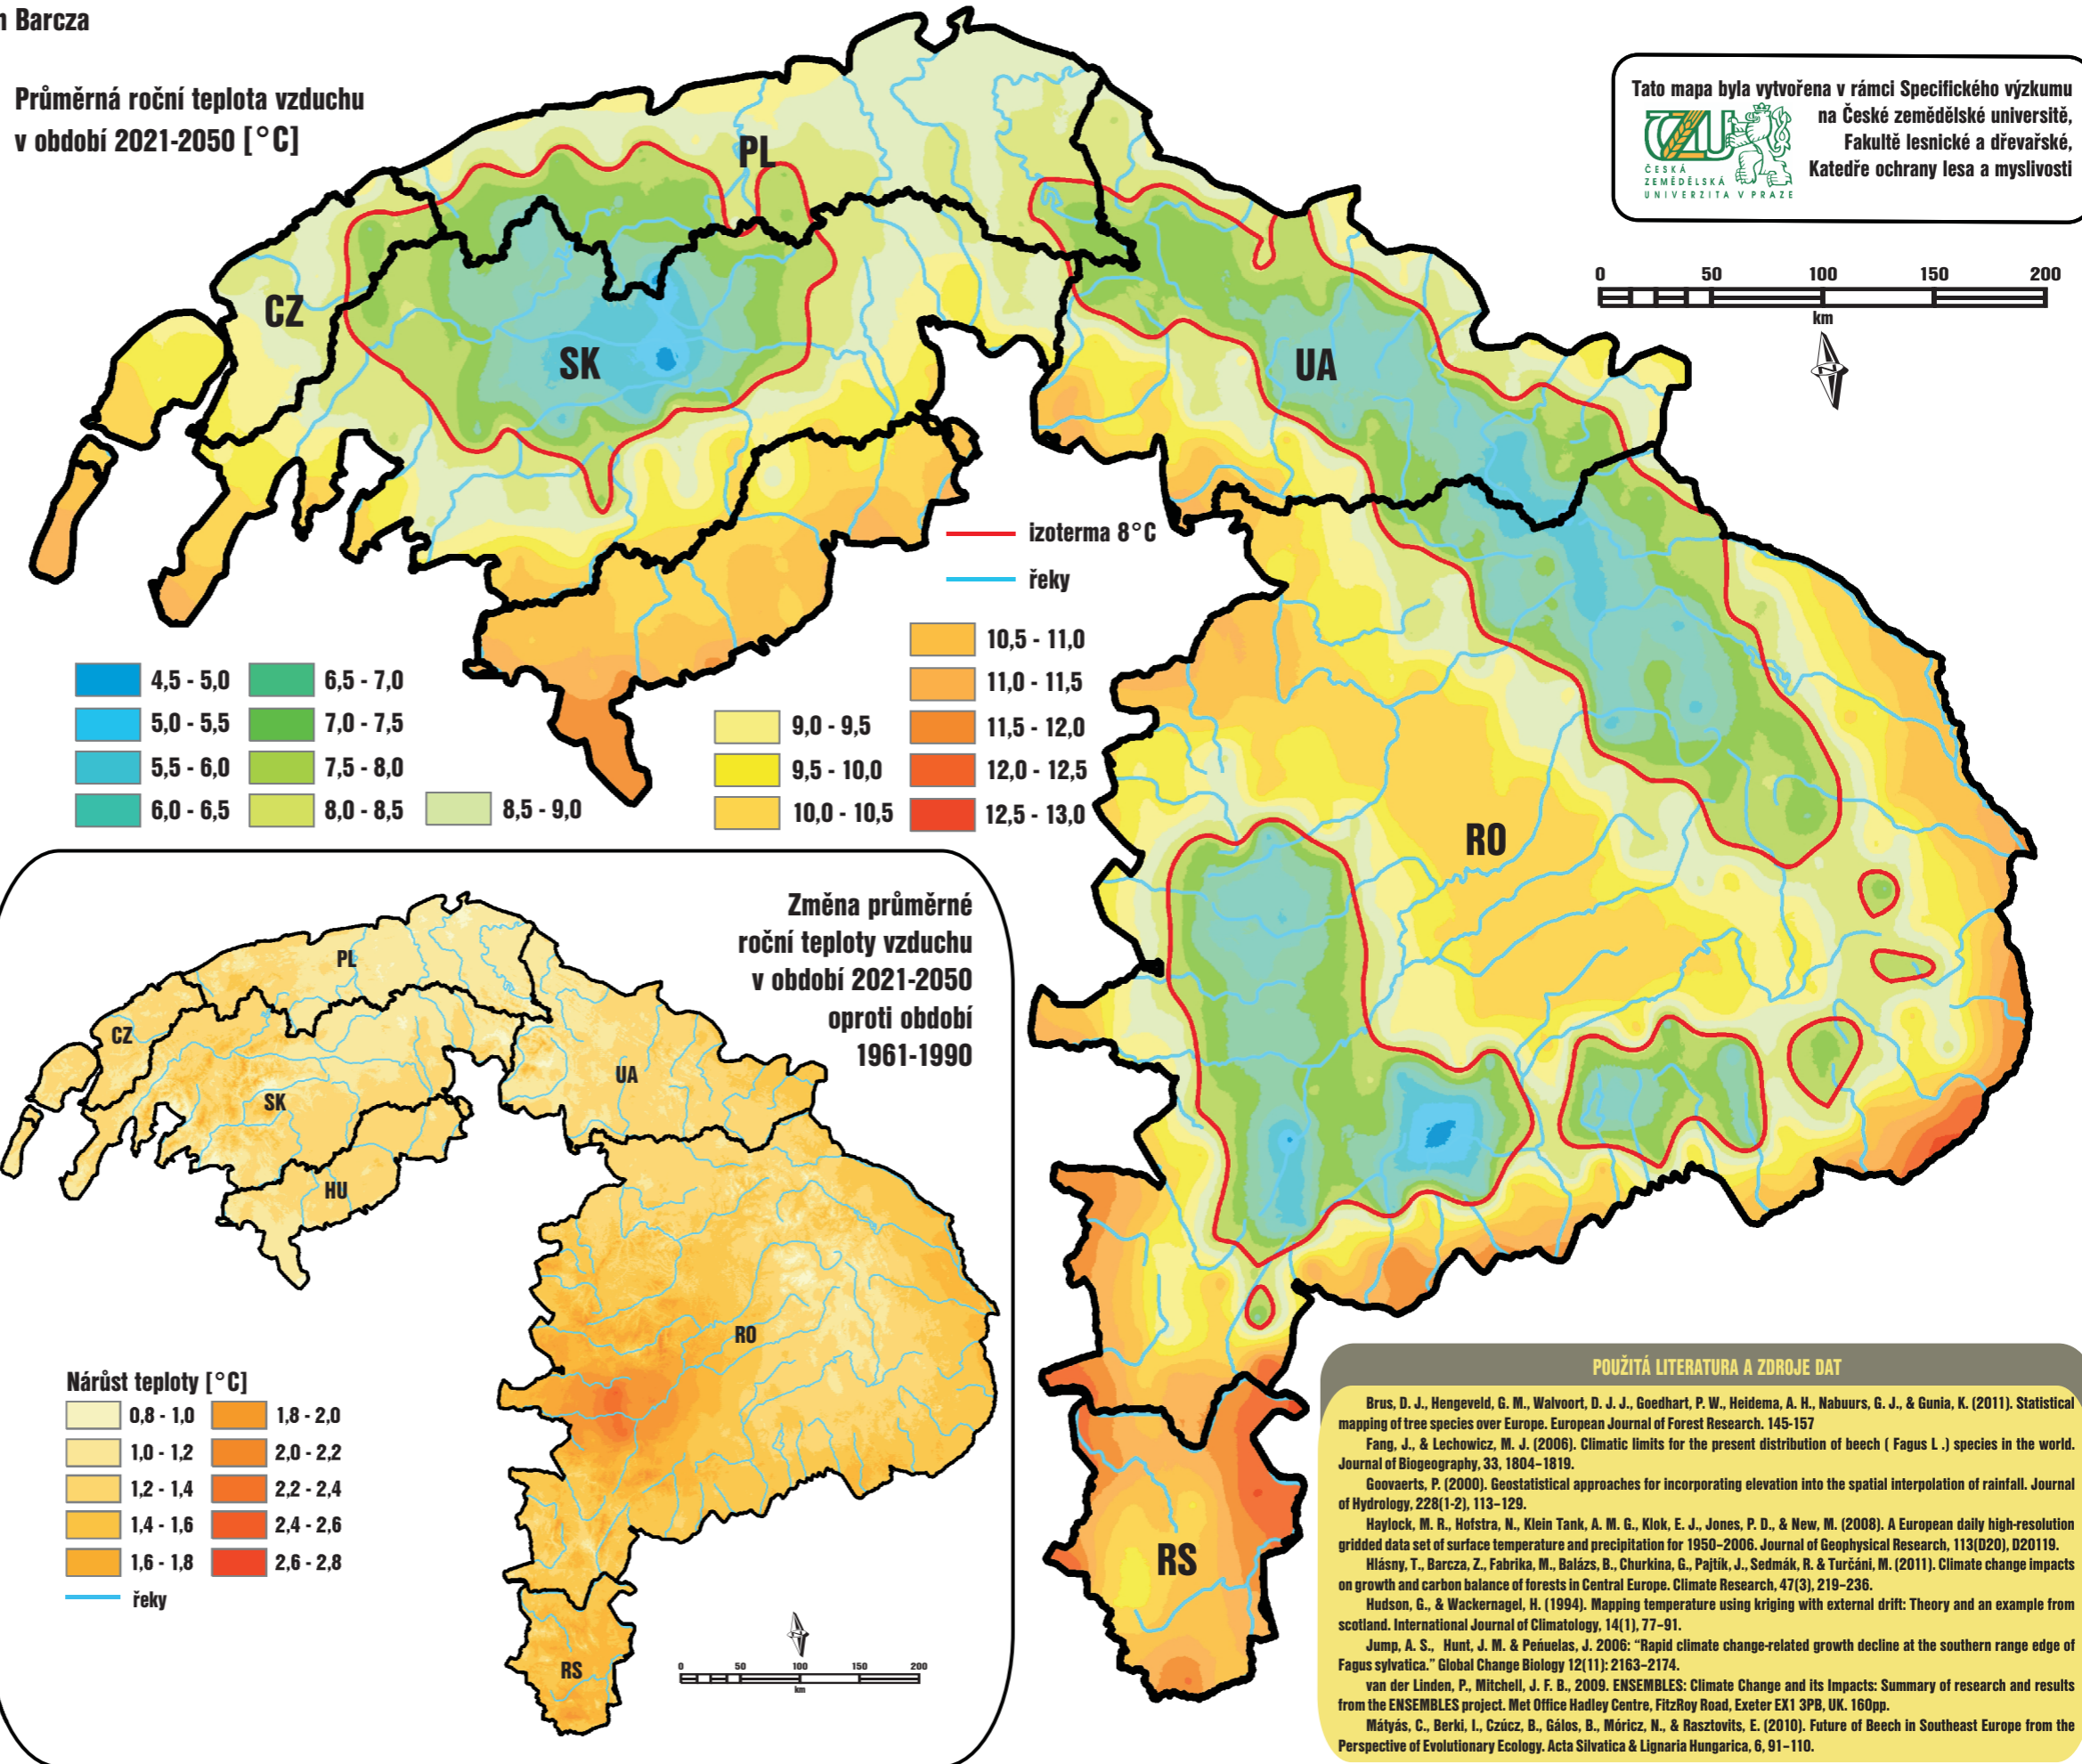 Barcza
Průměrná roční teplota vzduchu
v období 2021-2050 [°C]
Tato mapa byla vytvořena v rámci Specifického výzkumu
na České zemědělské universitě,
Fakultě lesnické a dřevařské,
Katedře ochrany lesa a myslivosti
ČZU
ČESKÁ
ZEMĚDĚLSKÁ
UNIVERZITA V PRAZE
0 50 100 150 200
km
N
PL
CZ
SK
UA
RO
RS
izoterma 8°C
řeky
4,5 - 5,0
5,0 - 5,5
5,5 - 6,0
6,0 - 6,5
6,5 - 7,0
7,0 - 7,5
7,5 - 8,0
8,0 - 8,5
8,5 - 9,0
9,0 - 9,5
9,5 - 10,0
10,0 - 10,5
10,5 - 11,0
11,0 - 11,5
11,5 - 12,0
12,0 - 12,5
12,5 - 13,0
Změna průměrné
roční teploty vzduchu
v období 2021-2050
oproti období
1961-1990
PL
CZ
SK
UA
HU
RO
RS
Nárůst teploty [°C]
0,8 - 1,0
1,0 - 1,2
1,2 - 1,4
1,4 - 1,6
1,6 - 1,8
1,8 - 2,0
2,0 - 2,2
2,2 - 2,4
2,4 - 2,6
2,6 - 2,8
řeky
N
0 50 100 150 200
km
POUŽITÁ LITERATURA A ZDROJE DAT
Brus, D. J., Hengeveld, G. M., Walvoort, D. J. J., Goedhart, P. W., Heidema, A. H., Nabuurs, G. J., & Gunia, K. (2011). Statistical
mapping of tree species over Europe. European Journal of Forest Research. 145-157
Fang, J., & Lechowicz, M. J. (2006). Climatic limits for the present distribution of beech ( Fagus L .) species in the world.
Journal of Biogeography, 33, 1804–1819.
Goovaerts, P. (2000). Geostatistical approaches for incorporating elevation into the spatial interpolation of rainfall. Journal
of Hydrology, 228(1-2), 113–129.
Haylock, M. R., Hofstra, N., Klein Tank, A. M. G., Klok, E. J., Jones, P. D., & New, M. (2008). A European daily high-resolution
gridded data set of surface temperature and precipitation for 1950–2006. Journal of Geophysical Research, 113(D20), D20119.
Hlásny, T., Barcza, Z., Fabrika, M., Balázs, B., Churkina, G., Pajtík, J., Sedmák, R. & Turčáni, M. (2011). Climate change impacts
on growth and carbon balance of forests in Central Europe. Climate Research, 47(3), 219–236.
Hudson, G., & Wackernagel, H. (1994). Mapping temperature using kriging with external drift: Theory and an example from
scotland. International Journal of Climatology, 14(1), 77–91.
Jump, A. S., Hunt, J. M. & Peńuelas, J. 2006: “Rapid climate change-related growth decline at the southern range edge of
Fagus sylvatica.” Global Change Biology 12(11): 2163–2174.
van der Linden, P., Mitchell, J. F. B., 2009. ENSEMBLES: Climate Change and its Impacts: Summary of research and results
from the ENSEMBLES project. Met Office Hadley Centre, FitzRoy Road, Exeter EX1 3PB, UK. 160pp.
Mátyás, C., Berki, I., Czúcz, B., Gálos, B., Móricz, N., & Rasztovits, E. (2010). Future of Beech in Southeast Europe from the
Perspective of Evolutionary Ecology. Acta Silvatica & Lignaria Hungarica, 6, 91–110.